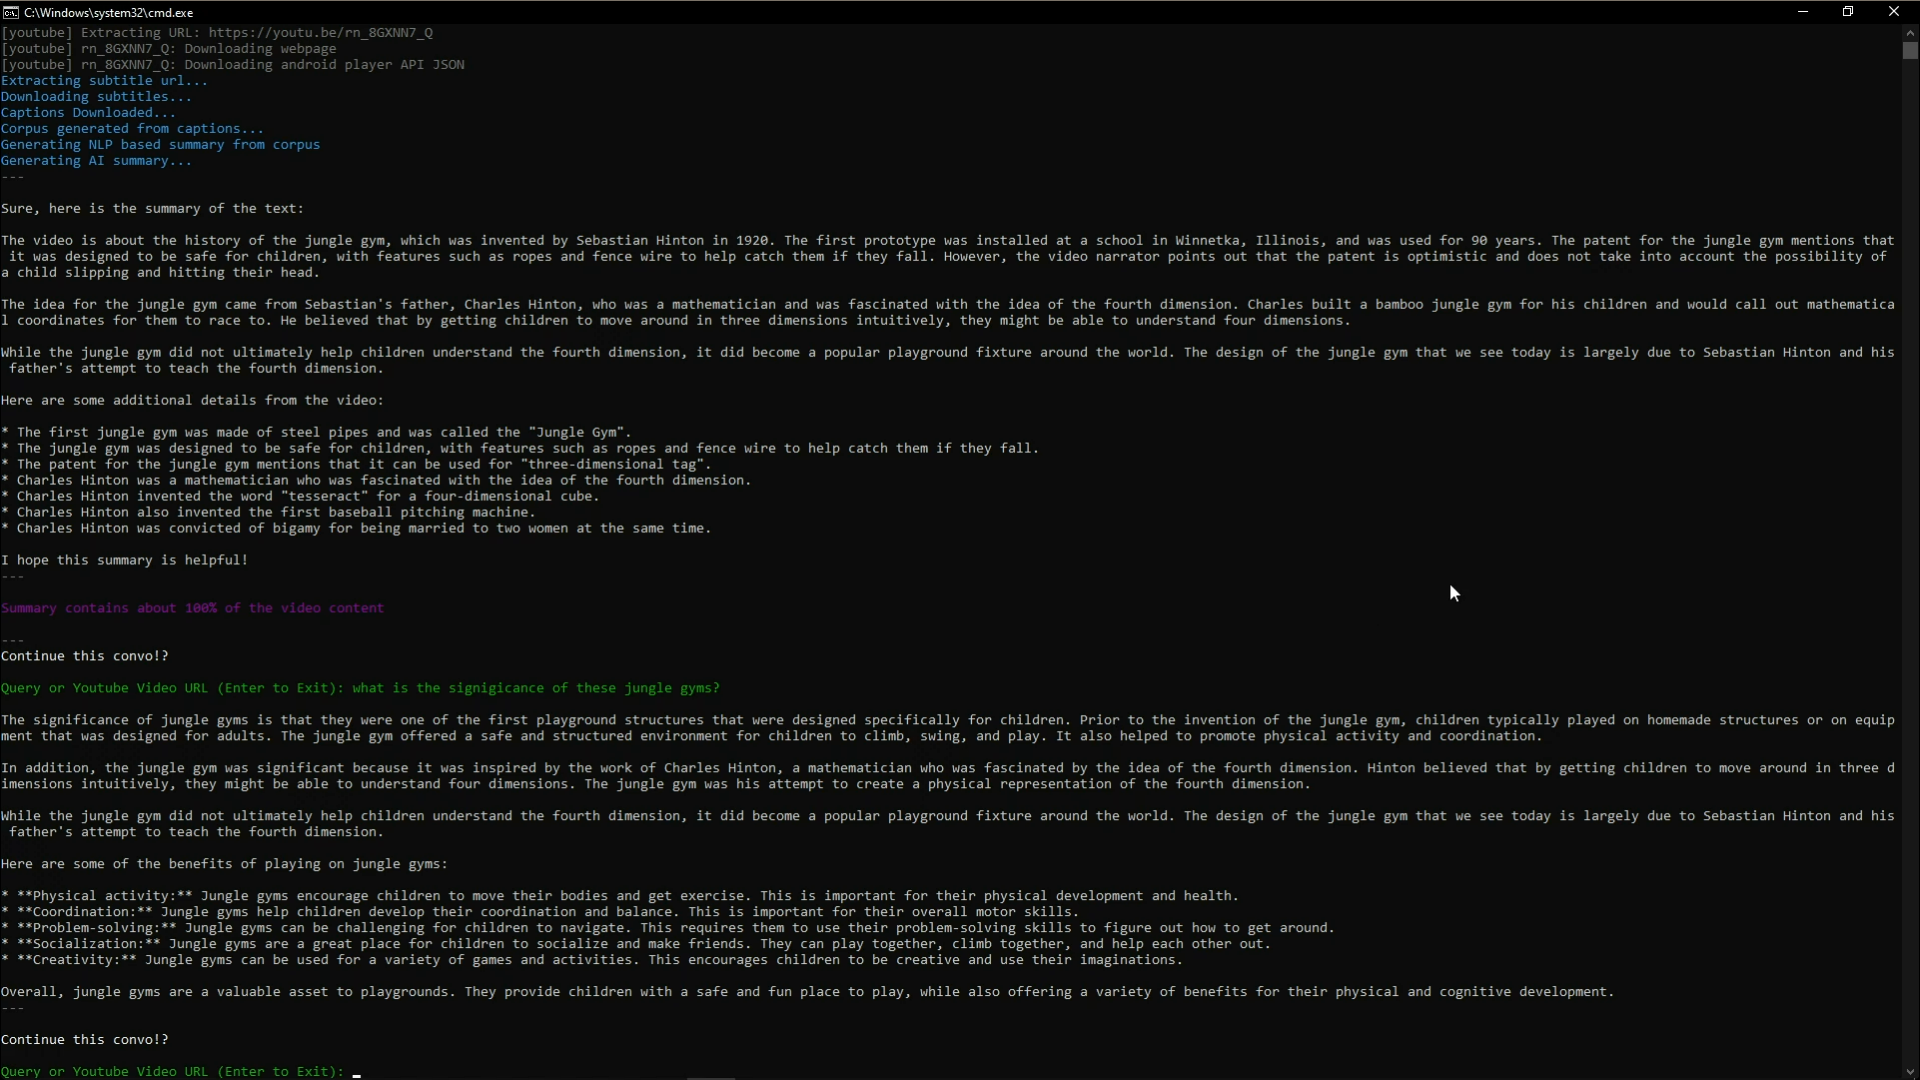 C:\Windows\system32\cmd.exe
[youtube] Extracting URL: https://youtu.be/rn_8GXNN7_Q
[youtube] rn_8GXNN7_Q: Downloading webpage
[youtube] rn_8GXNN7_Q: Downloading android player API JSON
Extracting subtitle url...
Downloading subtitles...
Captions Downloaded...
Corpus generated from captions...
Generating NLP based summary from corpus
Generating AI summary...
---
Sure, here is the summary of the text:
The video is about the history of the jungle gym, which was invented by Sebastian Hinton in 1920. The first prototype was installed at a school in Winnetka, Illinois, and was used for 90 years. The patent for the jungle gym mentions that
it was designed to be safe for children, with features such as ropes and fence wire to help catch them if they fall. However, the video narrator points out that the patent is optimistic and does not take into account the possibility of
a child slipping and hitting their head.
The idea for the jungle gym came from Sebastian's father, Charles Hinton, who was a mathematician and was fascinated with the idea of the fourth dimension. Charles built a bamboo jungle gym for his children and would call out mathematica
l coordinates for them to race to. He believed that by getting children to move around in three dimensions intuitively, they might be able to understand four dimensions.
While the jungle gym did not ultimately help children understand the fourth dimension, it did become a popular playground fixture around the world. The design of the jungle gym that we see today is largely due to Sebastian Hinton and his
father's attempt to teach the fourth dimension.
Here are some additional details from the video:
* The first jungle gym was made of steel pipes and was called the "Jungle Gym".
* The jungle gym was designed to be safe for children, with features such as ropes and fence wire to help catch them if they fall.
* The patent for the jungle gym mentions that it can be used for "three-dimensional tag".
* Charles Hinton was a mathematician who was fascinated with the idea of the fourth dimension.
* Charles Hinton invented the word "tesseract" for a four-dimensional cube.
* Charles Hinton also invented the first baseball pitching machine.
* Charles Hinton was convicted of bigamy for being married to two women at the same time.
I hope this summary is helpful!
---
Summary contains about 100% of the video content
---
Continue this convo!?
Query or Youtube Video URL (Enter to Exit): what is the signigicance of these jungle gyms?
The significance of jungle gyms is that they were one of the first playground structures that were designed specifically for children. Prior to the invention of the jungle gym, children typically played on homemade structures or on equip
ment that was designed for adults. The jungle gym offered a safe and structured environment for children to climb, swing, and play. It also helped to promote physical activity and coordination.
In addition, the jungle gym was significant because it was inspired by the work of Charles Hinton, a mathematician who was fascinated by the idea of the fourth dimension. Hinton believed that by getting children to move around in three d
imensions intuitively, they might be able to understand four dimensions. The jungle gym was his attempt to create a physical representation of the fourth dimension.
While the jungle gym did not ultimately help children understand the fourth dimension, it did become a popular playground fixture around the world. The design of the jungle gym that we see today is largely due to Sebastian Hinton and his
father's attempt to teach the fourth dimension.
Here are some of the benefits of playing on jungle gyms:
* **Physical activity:** Jungle gyms encourage children to move their bodies and get exercise. This is important for their physical development and health.
* **Coordination:** Jungle gyms help children develop their coordination and balance. This is important for their overall motor skills.
* **Problem-solving:** Jungle gyms can be challenging for children to navigate. This requires them to use their problem-solving skills to figure out how to get around.
* **Socialization:** Jungle gyms are a great place for children to socialize and make friends. They can play together, climb together, and help each other out.
* **Creativity:** Jungle gyms can be used for a variety of games and activities. This encourages children to be creative and use their imaginations.
Overall, jungle gyms are a valuable asset to playgrounds. They provide children with a safe and fun place to play, while also offering a variety of benefits for their physical and cognitive development.
---
Continue this convo!?
Query or Youtube Video URL (Enter to Exit): _